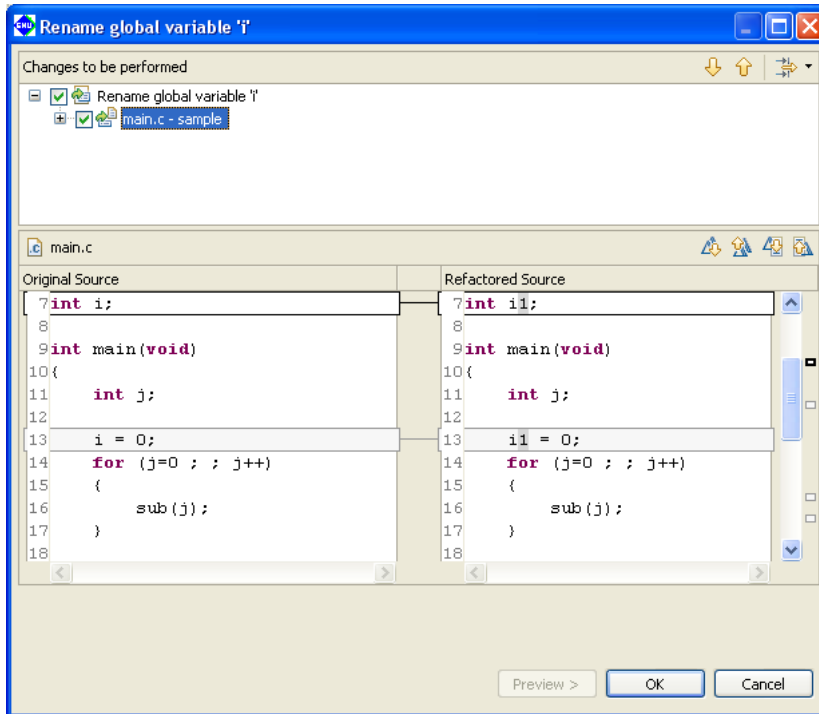 GNU Rename global variable 'i'
Changes to be performed
Rename global variable 'i'
main.c - sample
.c main.c
Original Source
Refactored Source
7 int i;
8
9 int main(void)
10 {
11     int j;
12
13     i = 0;
14     for (j=0 ; ; j++)
15     {
16         sub(j);
17     }
18
7 int i1;
8
9 int main(void)
10 {
11     int j;
12
13     i1 = 0;
14     for (j=0 ; ; j++)
15     {
16         sub(j);
17     }
18
Preview >
OK
Cancel